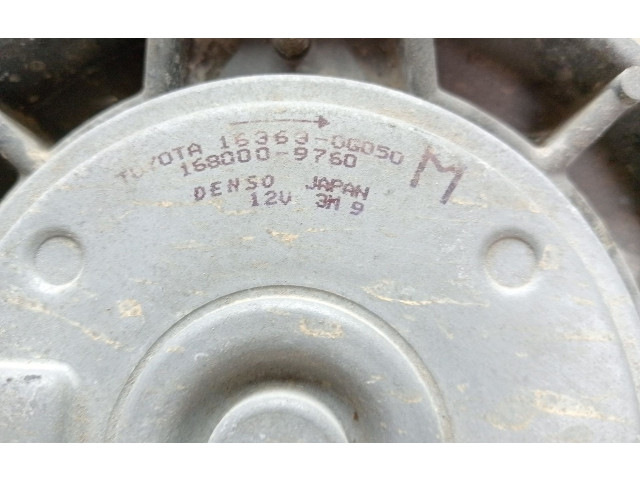 TOYOTA 16363-0G050
168000-9760
M
DENSO JAPAN
12V 3M 9